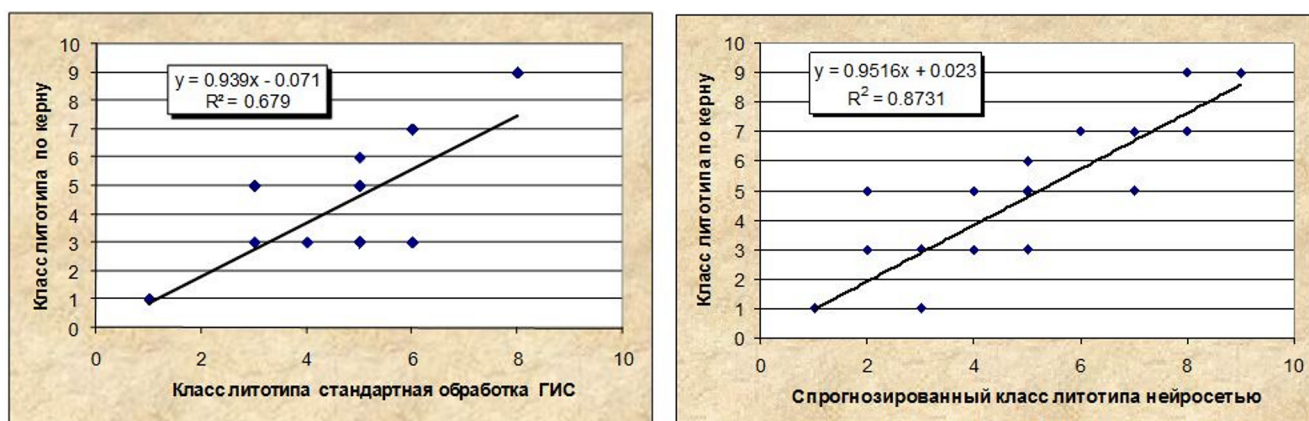 10
9
8
7
6
5
4
3
2
1
0
y = 0.939x - 0.071
R² = 0.679
0 2 4 6 8 10
Класс литотипа по керну
Класс литотипа стандартная обработка ГИС
10
9
8
7
6
5
4
3
2
1
0
y = 0.9516x + 0.023
R² = 0.8731
0 2 4 6 8 10
Класс литотипа по керну
Спрогнозированный класс литотипа нейросетью